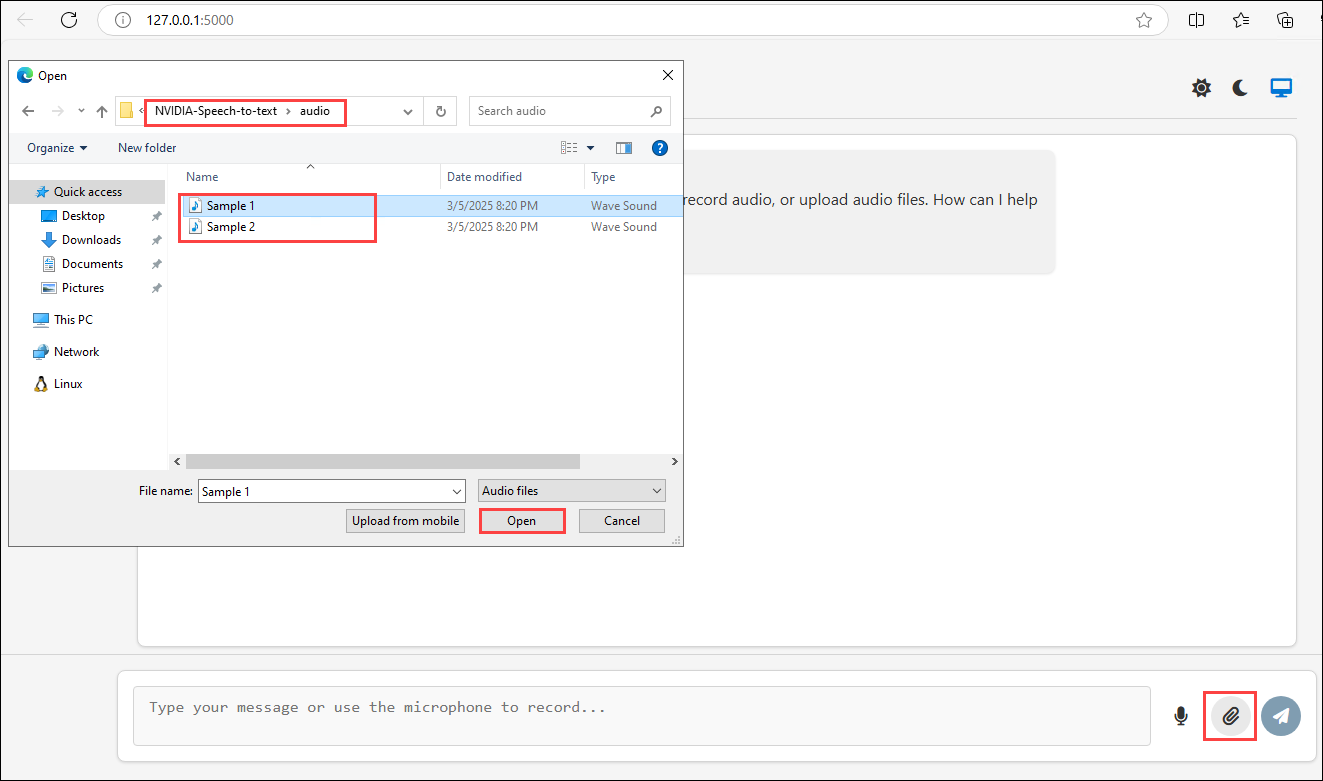 127.0.0.1:5000
Open
NVIDIA-Speech-to-text > audio
Search audio
Organize
New folder
Name
Date modified
Type
Quick access
Desktop
Downloads
Documents
Pictures
This PC
Network
Linux
Sample 1 3/5/2025 8:20 PM Wave Sound
Sample 2 3/5/2025 8:20 PM Wave Sound
record audio, or upload audio files. How can I help
File name: Sample 1
Audio files
Upload from mobile
Open
Cancel
Type your message or use the microphone to record...